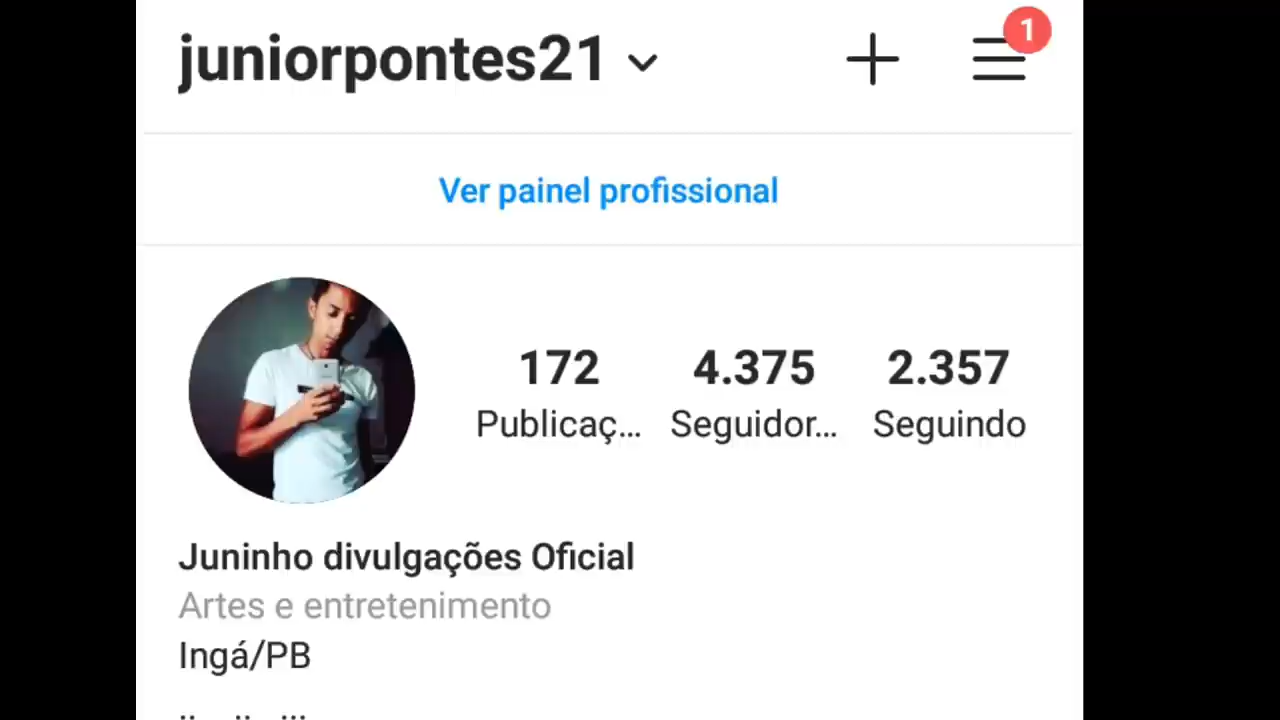 juniorpontes21
1
Ver painel profissional
172 4.375 2.357
Publicaç... Seguidor... Seguindo
Juninho divulgações Oficial
Artes e entretenimento
Ingá/PB